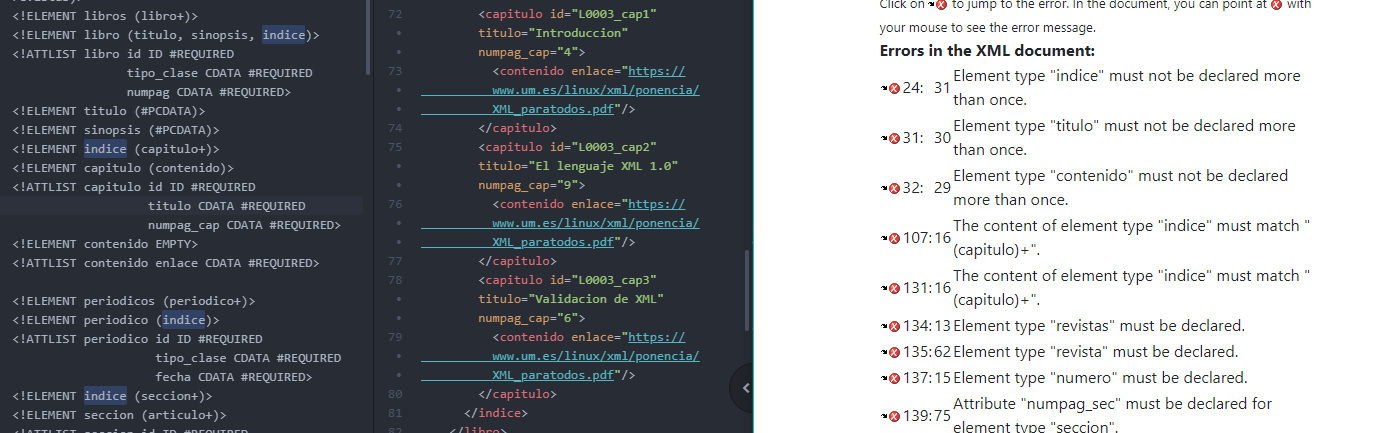 <!ELEMENT libros (libro+)>
<!ELEMENT libro (titulo, sinopsis, indice)>
<!ATTLIST libro id ID #REQUIRED
tipo_clase CDATA #REQUIRED
numpag CDATA #REQUIRED>
<!ELEMENT titulo (#PCDATA)>
<!ELEMENT sinopsis (#PCDATA)>
<!ELEMENT indice (capitulo+)>
<!ELEMENT capitulo (contenido)>
<!ATTLIST capitulo id ID #REQUIRED
titulo CDATA #REQUIRED
numpag_cap CDATA #REQUIRED>
<!ELEMENT contenido EMPTY>
<!ATTLIST contenido enlace CDATA #REQUIRED>
<!ELEMENT periodicos (periodico+)>
<!ELEMENT periodico (indice)>
<!ATTLIST periodico id ID #REQUIRED
tipo_clase CDATA #REQUIRED
fecha CDATA #REQUIRED>
<!ELEMENT indice (seccion+)>
<!ELEMENT seccion (articulo+)>
72 <capitulo id="L0003_cap1"
titulo="Introduccion"
numpag_cap="4">
73 <contenido enlace="https://
www.um.es/linux/xml/ponencia/
XML_paratodos.pdf"/>
74 </capitulo>
75 <capitulo id="L0003_cap2"
titulo="El lenguaje XML 1.0"
numpag_cap="9">
76 <contenido enlace="https://
www.um.es/linux/xml/ponencia/
XML_paratodos.pdf"/>
77 </capitulo>
78 <capitulo id="L0003_cap3"
titulo="Validacion de XML"
numpag_cap="6">
79 <contenido enlace="https://
www.um.es/linux/xml/ponencia/
XML_paratodos.pdf"/>
80 </capitulo>
81 </indice>
82 </libro>
Click on to jump to the error. In the document, you can point at with
your mouse to see the error message.
Errors in the XML document:
24: 31 Element type "indice" must not be declared more
than once.
31: 30 Element type "titulo" must not be declared more
than once.
32: 29 Element type "contenido" must not be declared
more than once.
107:16 The content of element type "indice" must match "
(capitulo)+".
131:16 The content of element type "indice" must match "
(capitulo)+".
134:13 Element type "revistas" must be declared.
135:62 Element type "revista" must be declared.
137:15 Element type "numero" must be declared.
139:75 Attribute "numpag_sec" must be declared for
element type "seccion".